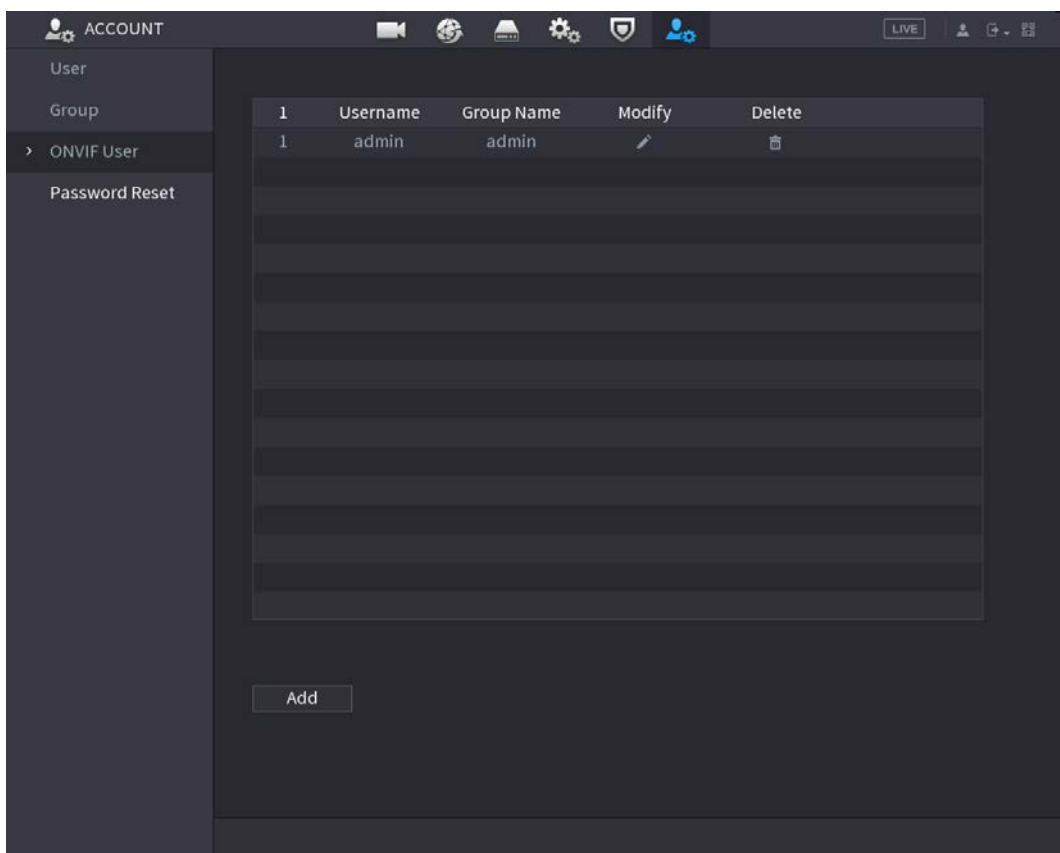 ACCOUNT
LIVE
User
Group
ONVIF User
Password Reset
1 Username Group Name Modify Delete
1 admin admin
Add